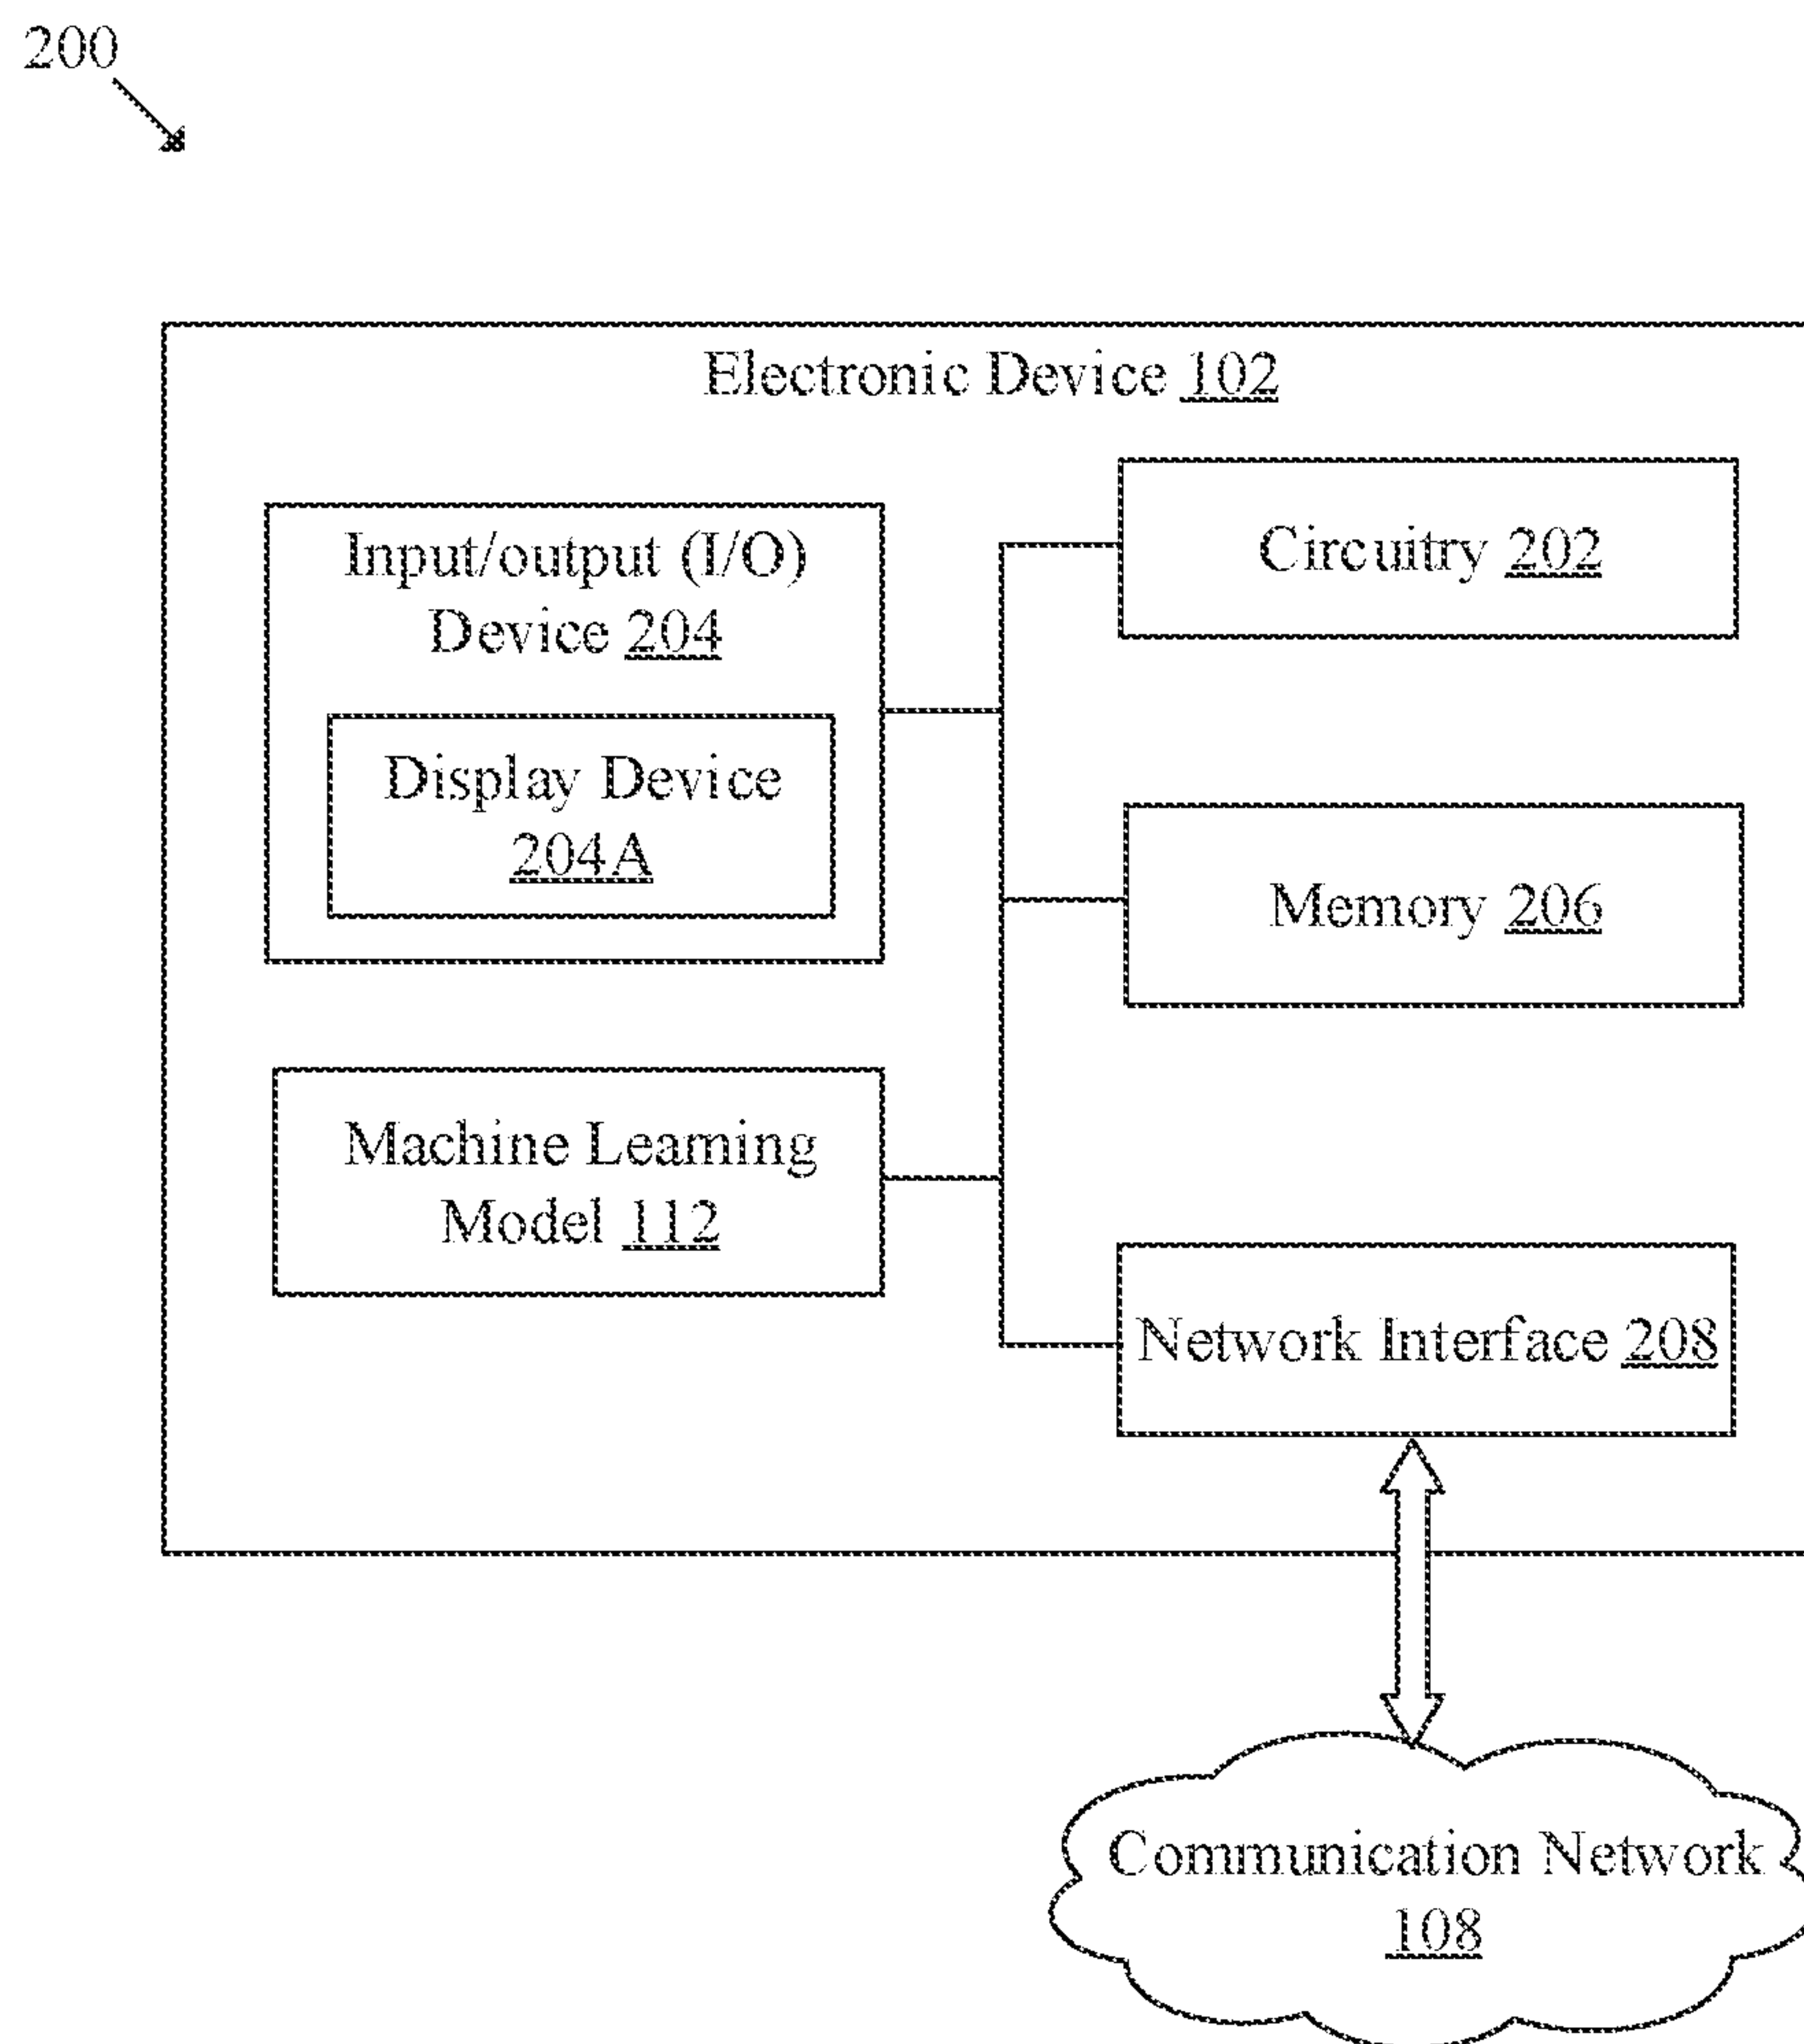 200
Electronic Device 102
Input/output (I/O)
Device 204
Display Device
204A
Circuitry 202
Memory 206
Machine Learning
Model 112
Network Interface 208
Communication Network
108